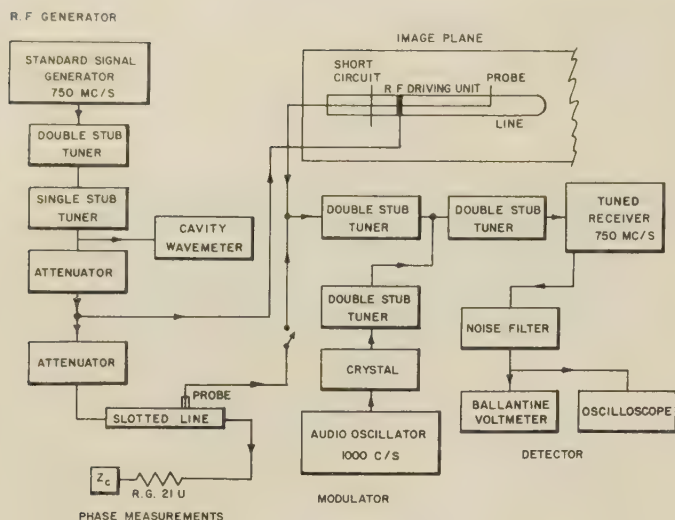 R.F GENERATOR
STANDARD SIGNAL
GENERATOR
750 MC/S
DOUBLE STUB
TUNER
SINGLE STUB
TUNER
CAVITY
WAVEMETER
ATTENUATOR
ATTENUATOR
PROBE
SLOTTED LINE
Zc
R.G. 21 U
PHASE MEASUREMENTS
IMAGE PLANE
SHORT
CIRCUIT
R F DRIVING UNIT
PROBE
LINE
DOUBLE STUB
TUNER
DOUBLE STUB
TUNER
TUNED
RECEIVER
750 MC/S
DOUBLE STUB
TUNER
CRYSTAL
AUDIO OSCILLATOR
1000 C/S
MODULATOR
NOISE FILTER
BALLANTINE
VOLTMETER
OSCILLOSCOPE
DETECTOR